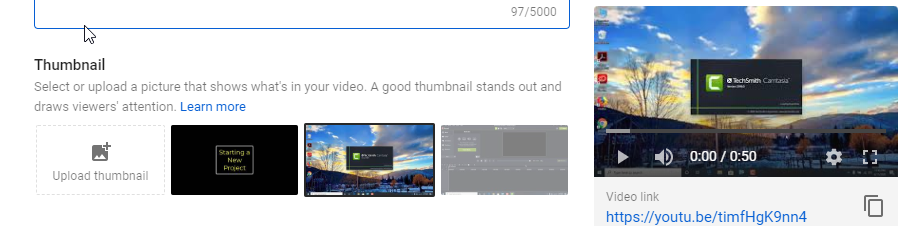 97/5000
Thumbnail
Select or upload a picture that shows what's in your video. A good thumbnail stands out and
draws viewers' attention. Learn more
Upload thumbnail
Starting a
New
Project
TechSmith Camtasia
0:00 / 0:50
Video link
https://youtu.be/timfHgK9nn4